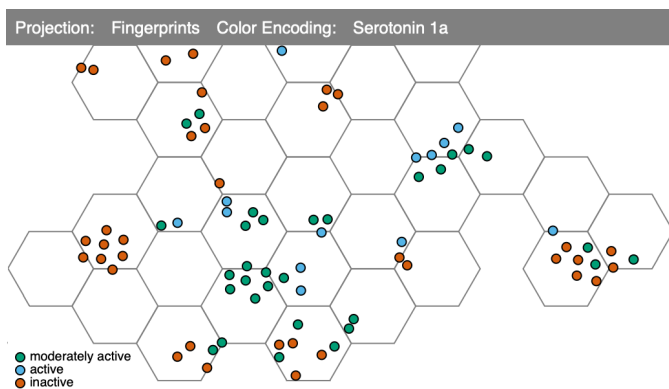 Projection: Fingerprints Color Encoding: Serotonin 1a
moderately active
active
inactive